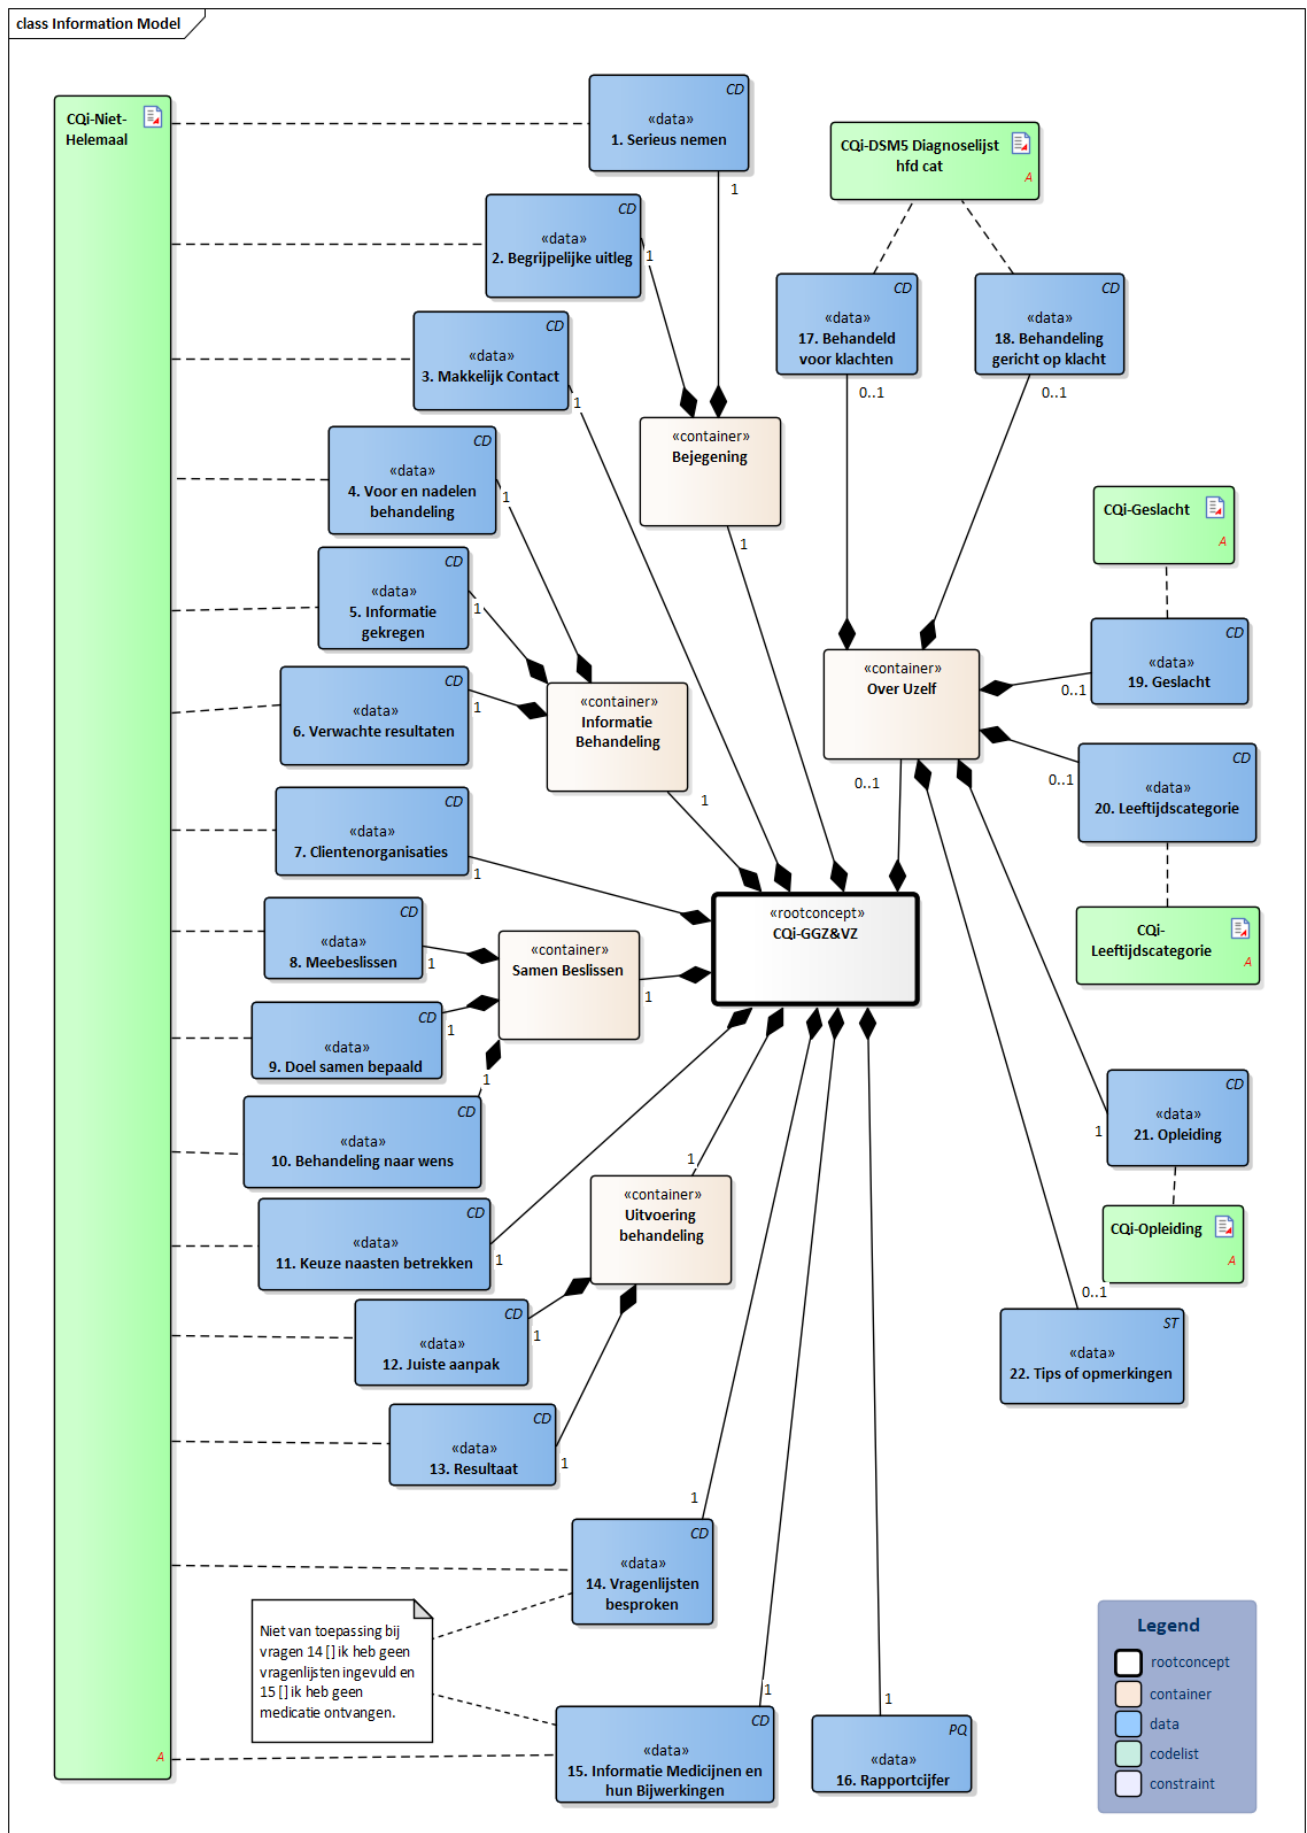 class Information Model
CQi-Niet-
Helemaal
A
CD
«data»
1. Serieus nemen
1
CD
«data»
2. Begrijpelijke uitleg
1
CD
«data»
3. Makkelijk Contact
1
CD
«data»
4. Voor en nadelen
behandeling
1
CD
«data»
5. Informatie
gekregen
1
CD
«data»
6. Verwachte resultaten
1
CD
«data»
7. Clientenorganisaties
1
CD
«data»
8. Meebeslissen
1
CD
«data»
9. Doel samen bepaald
1
CD
«data»
10. Behandeling naar wens
1
CD
«data»
11. Keuze naasten betrekken
1
CD
«data»
12. Juiste aanpak
1
CD
«data»
13. Resultaat
1
CD
«data»
14. Vragenlijsten
besproken
1
CD
«data»
15. Informatie Medicijnen en
hun Bijwerkingen
1
PQ
«data»
16. Rapportcijfer
1
Niet van toepassing bij
vragen 14 [] ik heb geen
vragenlijsten ingevuld en
15 [] ik heb geen
medicatie ontvangen.
«container»
Bejegening
1
«container»
Informatie
Behandeling
1
«container»
Samen Beslissen
1
«container»
Uitvoering
behandeling
1
«rootconcept»
CQi-GGZ&VZ
«container»
Over Uzelf
0..1
CQi-DSM5 Diagnoselijst
hfd cat
A
CD
«data»
17. Behandeld
voor klachten
0..1
CD
«data»
18. Behandeling
gericht op klacht
0..1
CQi-Geslacht
A
CD
«data»
19. Geslacht
0..1
CD
«data»
20. Leeftijdscategorie
0..1
CQi-
Leeftijdscategorie
A
CD
«data»
21. Opleiding
1
CQi-Opleiding
A
0..1
ST
«data»
22. Tips of opmerkingen
Legend
rootconcept
container
data
codelist
constraint